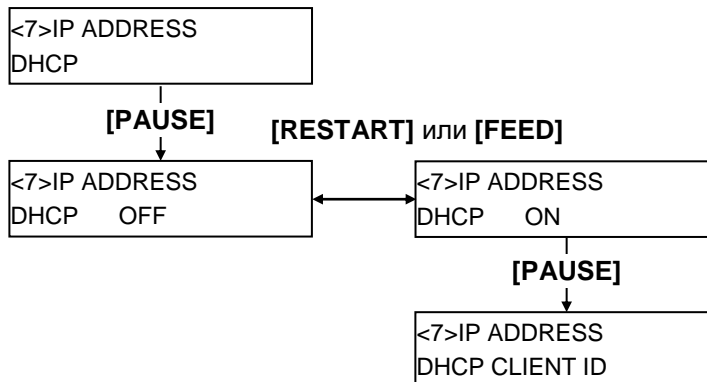 <7>IP ADDRESS
DHCP
[PAUSE]
[RESTART] или [FEED]
<7>IP ADDRESS
DHCP OFF
<7>IP ADDRESS
DHCP ON
[PAUSE]
<7>IP ADDRESS
DHCP CLIENT ID